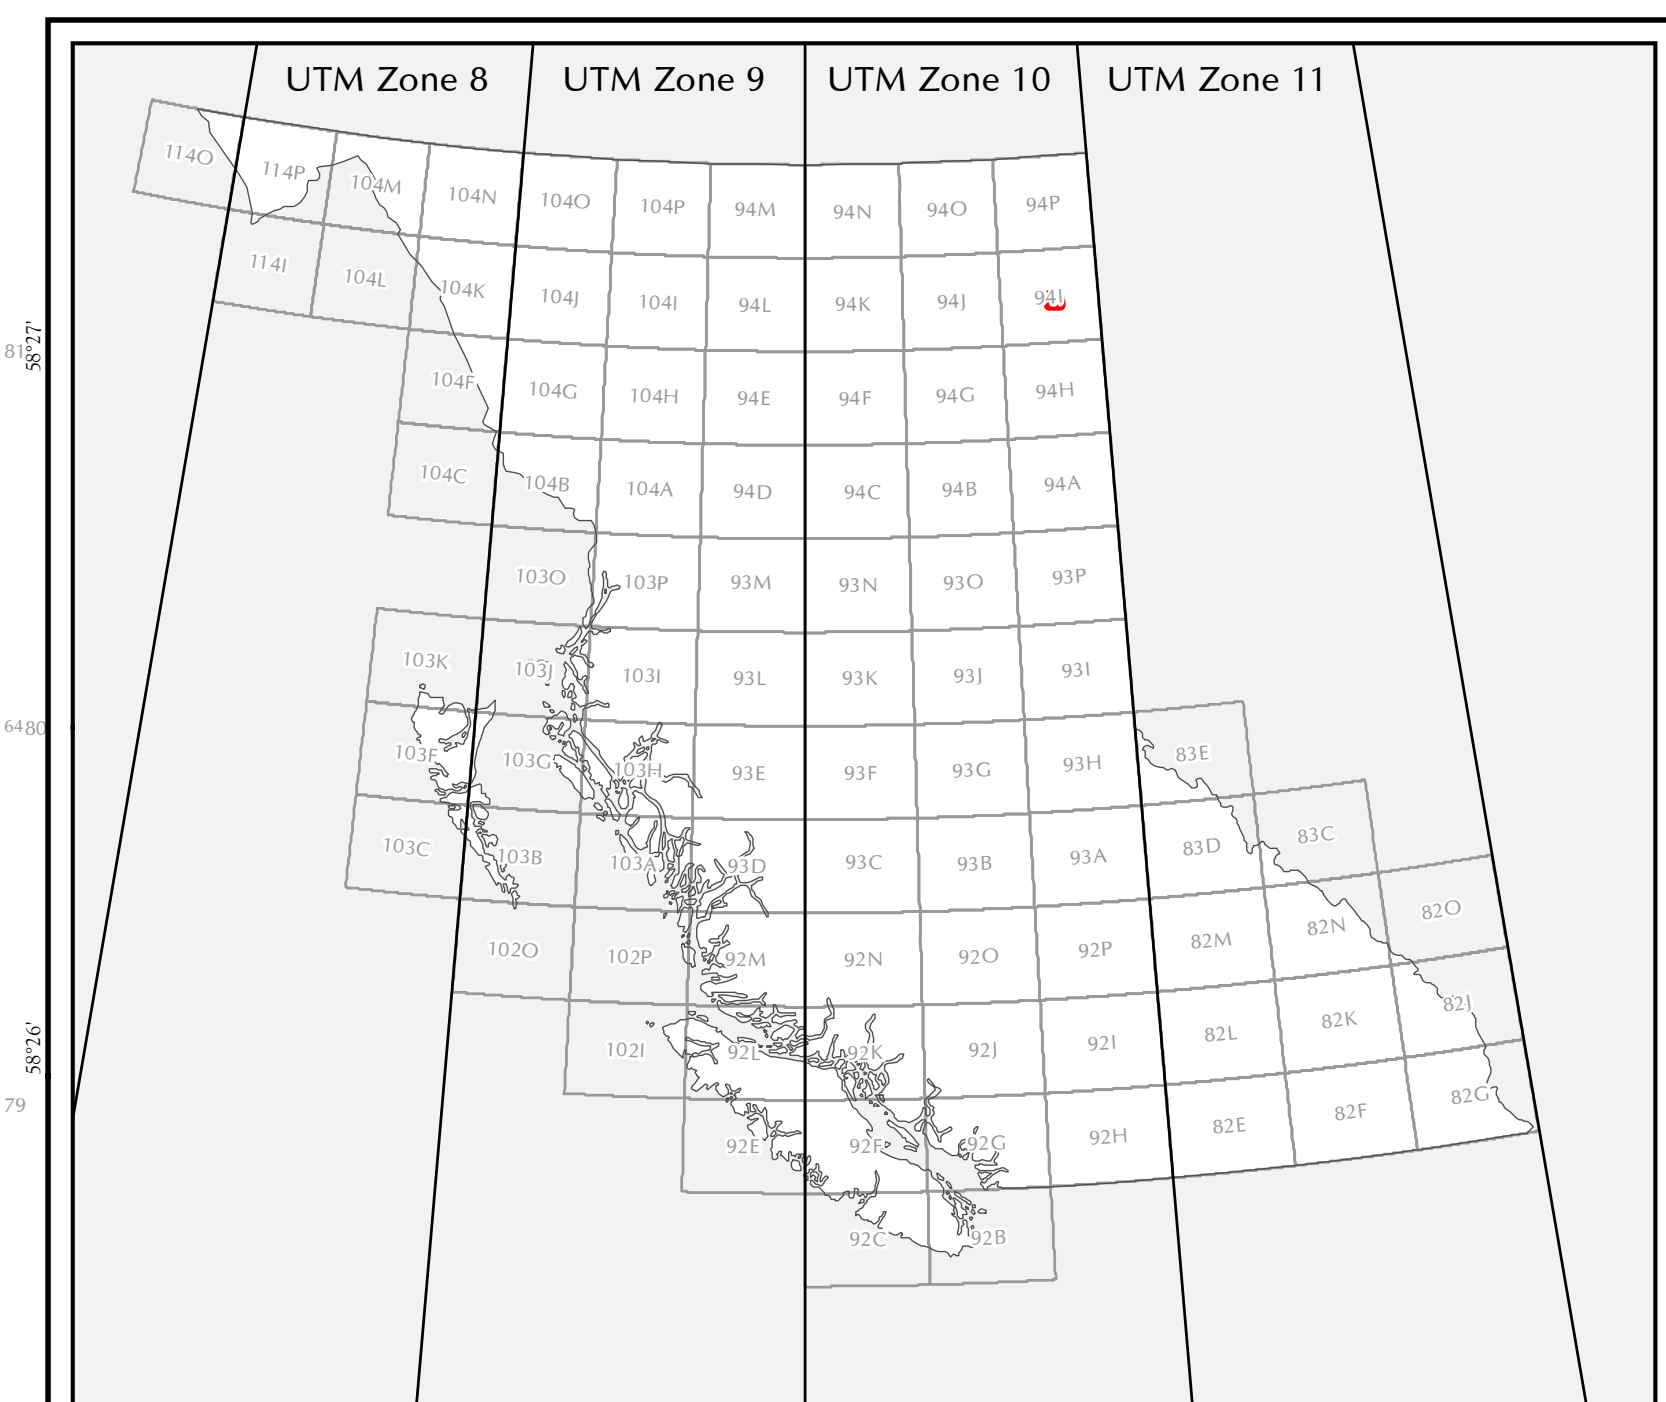 UTM Zone 8 UTM Zone 9 UTM Zone 10 UTM Zone 11
114O 114P 104M 104N 104O 104P 94M 94N 94O 94P
114I 104L 104K 104J 104I 94L 94K 94J 94I
81
58°27'
104F 104G 104H 94E 94F 94G 94H
104C 104B 104A 94D 94C 94B 94A
103O 103P 93M 93N 93O 93P
103K 103J 103I 93L 93K 93J 93I
6480
103F 103G 103H 93E 93F 93G 93H 83E
103C 103B 103A 93D 93C 93B 93A 83D 83C
102O 102P 92M 92N 92O 92P 82M 82N 82O
58°26'
102I 92L 92K 92J 92I 82L 82K 82J
79
92E 92F 92G 92H 82E 82F 82G
92C 92B